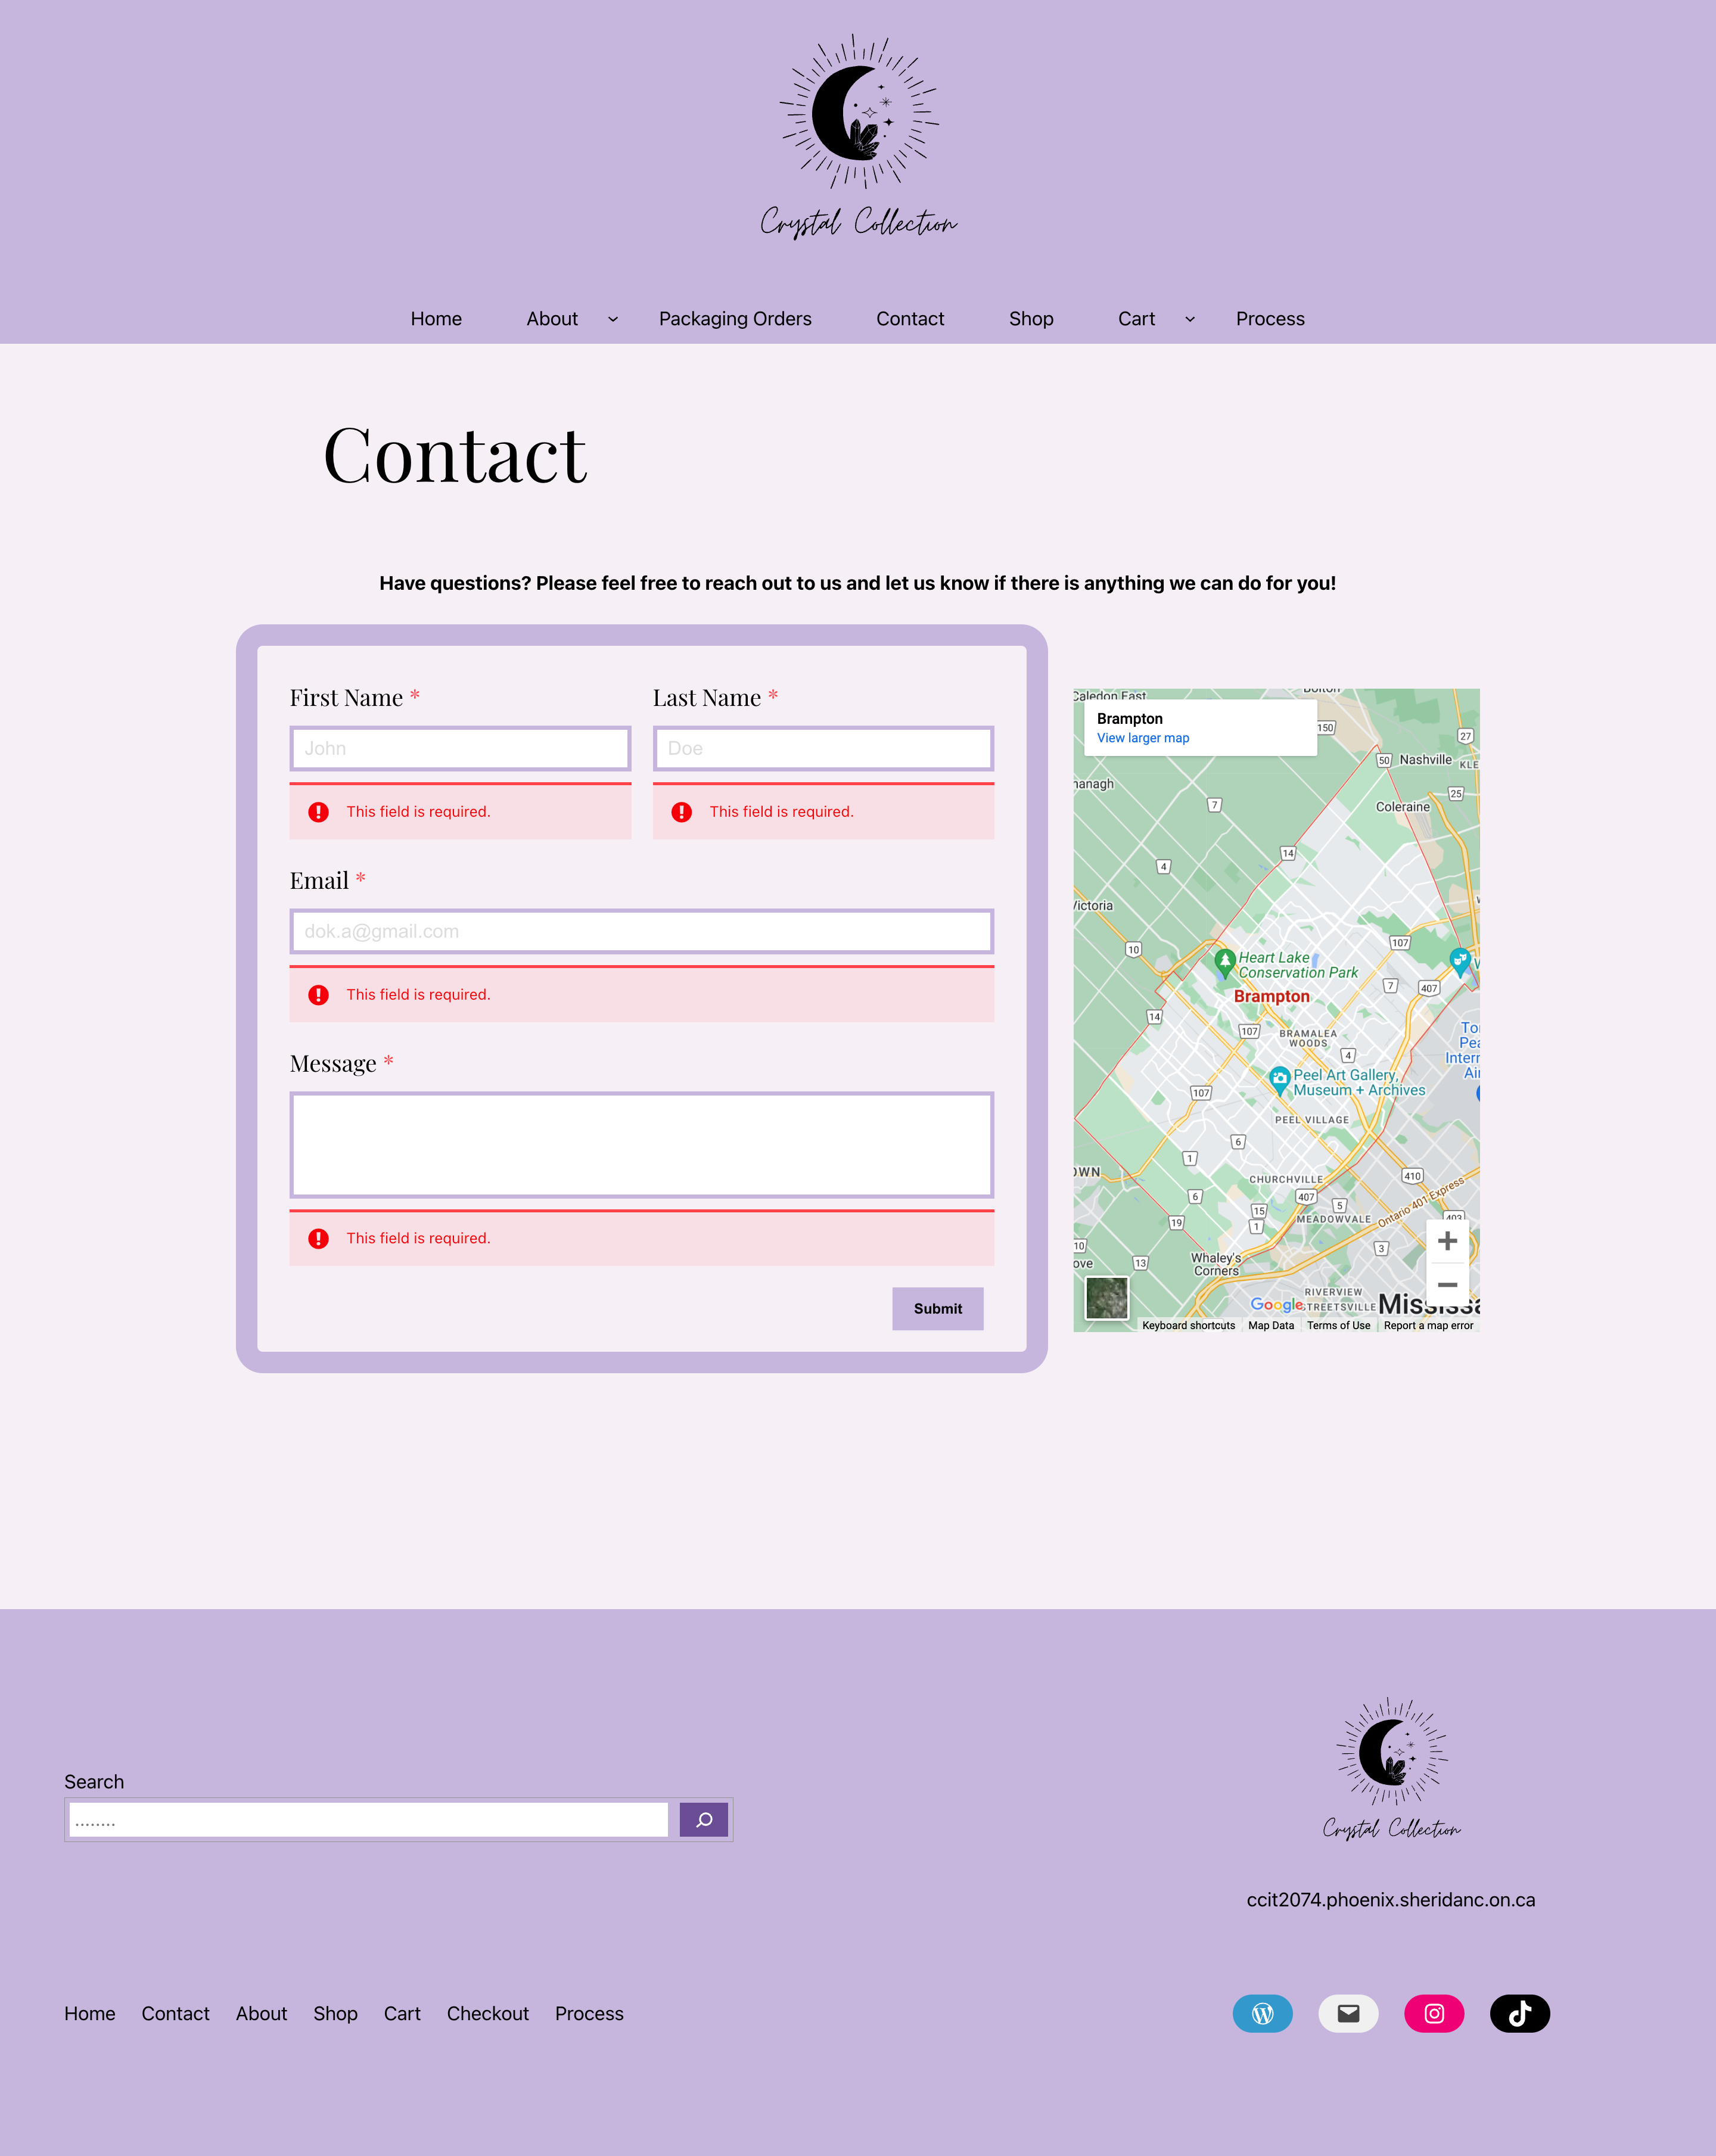 Crystal Collection
Home About Packaging Orders Contact Shop Cart Process
Contact
Have questions? Please feel free to reach out to us and let us know if there is anything we can do for you!
First Name * Last Name *
John Doe
This field is required. This field is required.
Email *
dok.a@gmail.com
This field is required.
Message *
This field is required.
Submit
Caledon East
Bolton
Brampton
View larger map
150
27
50 Nashville KLE
anagh
25
7
Coleraine
14
4
Victoria
107
10
Heart Lake
Conservation Park
7
407
Brampton
14
107
BRAMALEA
WOODS
4
Peel Art Gallery,
Museum + Archives
107
PEEL VILLAGE
6
1
OWN
410
CHURCHVILLE
6
407
5
15
MEADOWVALE
Ontario 401 Express
19
1
403
10
3
ove
13
Whaley's
Corners
RIVERVIEW
STREETSVILLE
Google
Keyboard shortcuts Map Data Terms of Use Report a map error
Search
........
Crystal Collection
ccit2074.phoenix.sheridanc.on.ca
Home Contact About Shop Cart Checkout Process